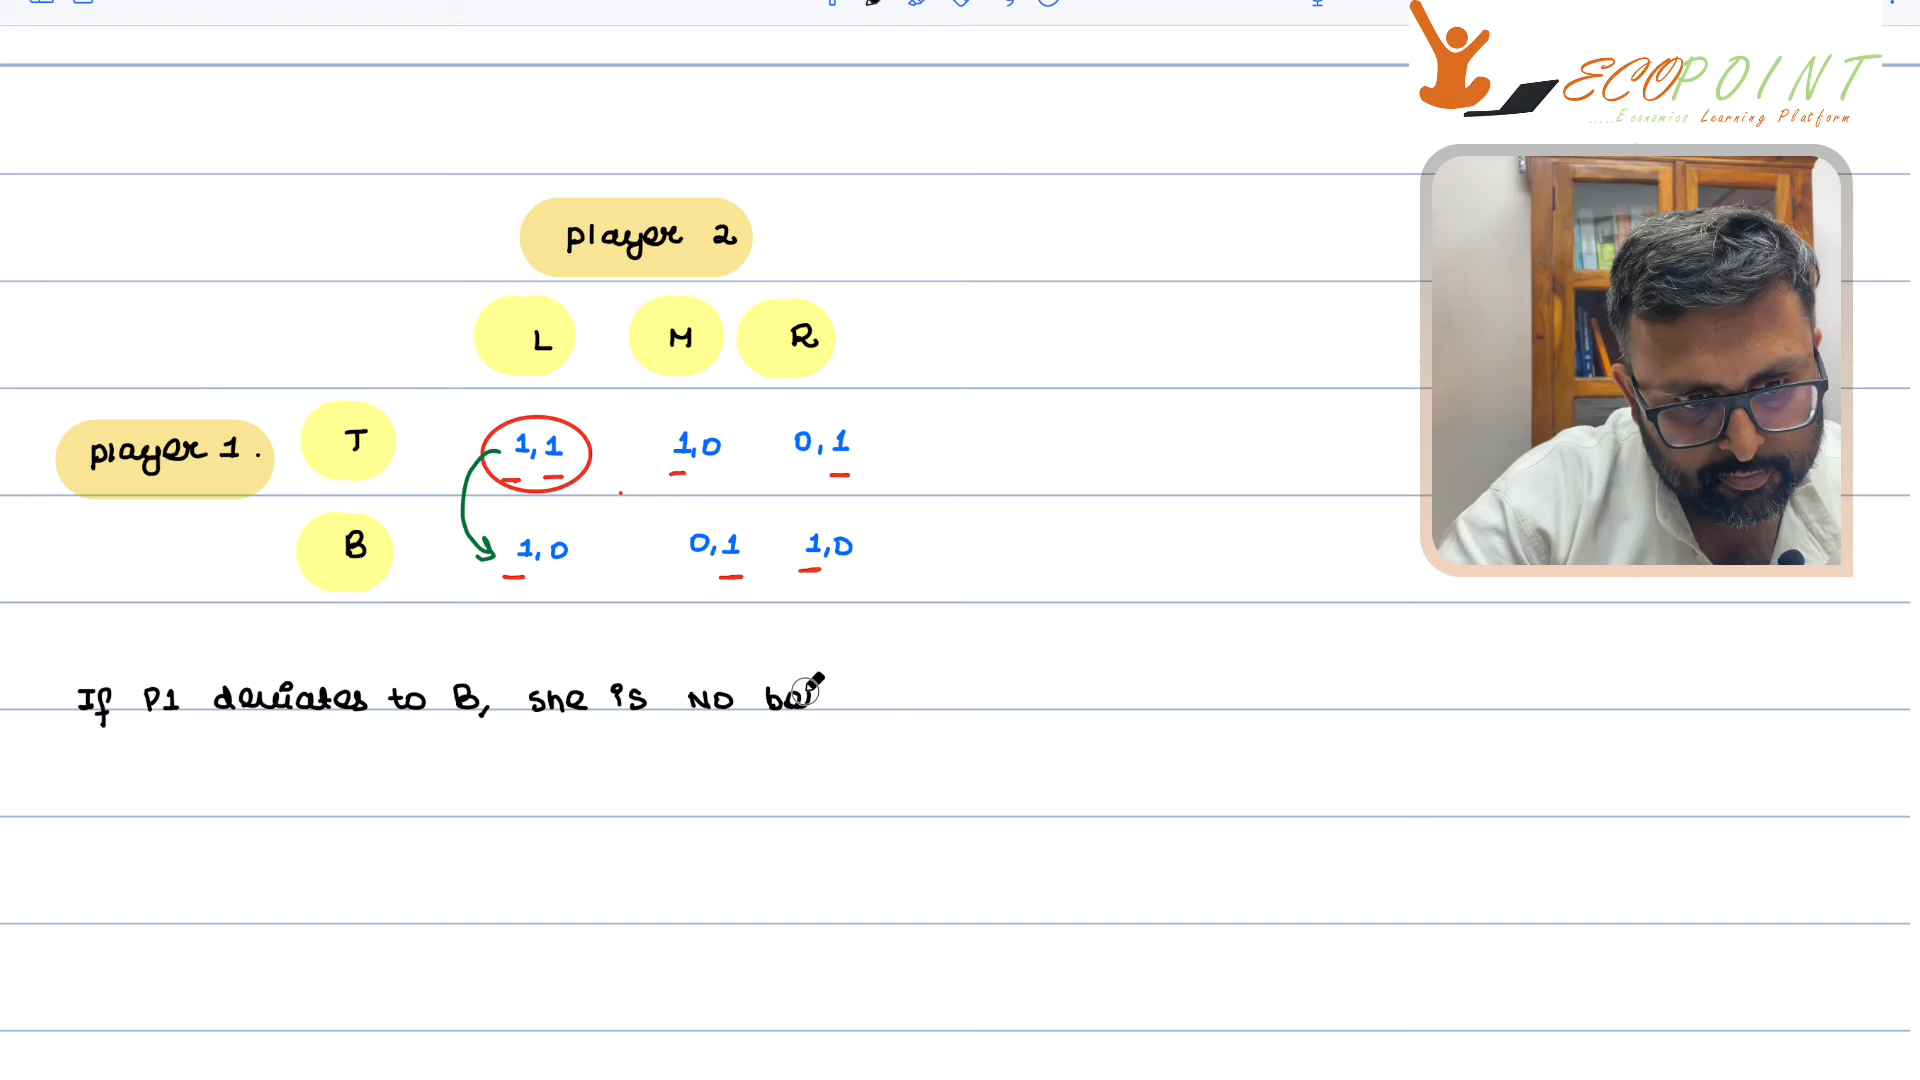 ECOPOINT
.....Economics Learning Platform
player 2
L M R
player 1. T 1,1 1,0 0,1
B 1,0 0,1 1,0
If P1 deviates to B, she is no be